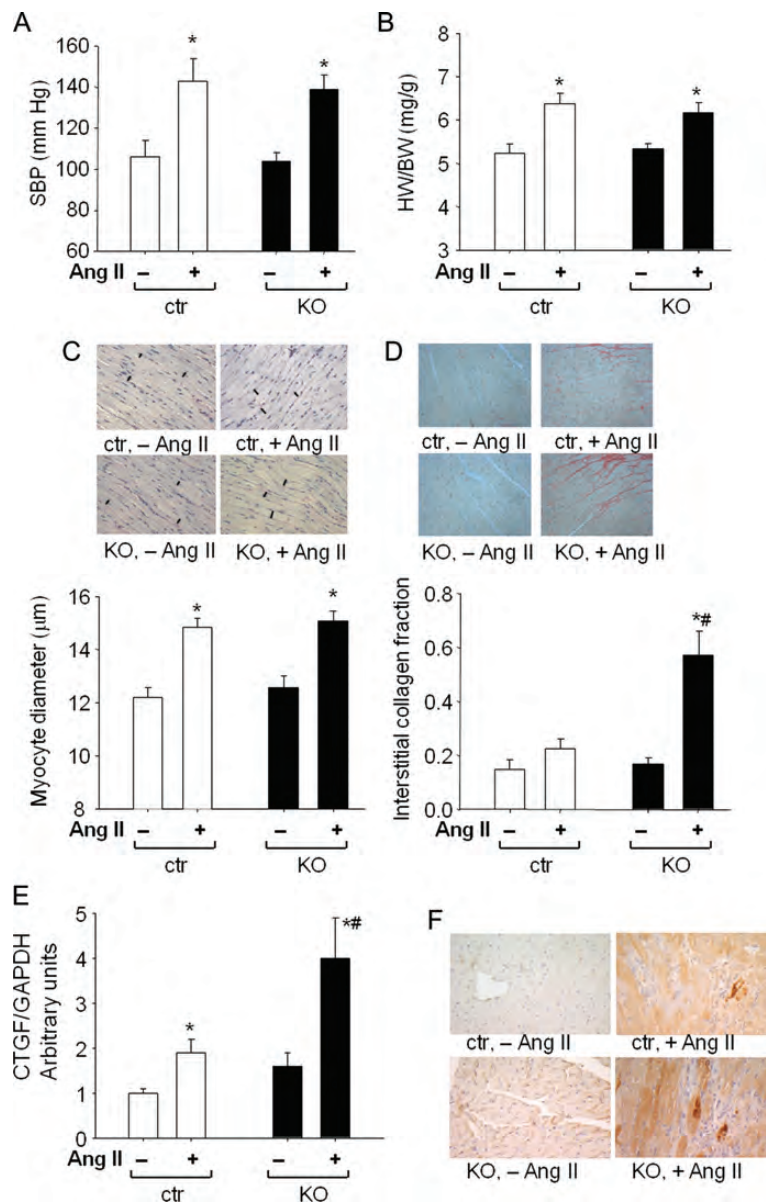 A
SBP (mm Hg)
160
140
120
100
80
60
*
*
Ang II – + – +
ctr KO
B
HW/BW (mg/g)
8
7
6
5
4
3
*
*
Ang II – + – +
ctr KO
C
ctr, – Ang II ctr, + Ang II
KO, – Ang II KO, + Ang II
Myocyte diameter (μm)
16
14
12
10
8
*
*
Ang II – + – +
ctr KO
D
ctr, – Ang II ctr, + Ang II
KO, – Ang II KO, + Ang II
Interstitial collagen fraction
0.8
0.6
0.4
0.2
0.0
*#
Ang II – + – +
ctr KO
E
CTGF/GAPDH
Arbitrary units
5
4
3
2
1
0
*
*#
Ang II – + – +
ctr KO
F
ctr, – Ang II ctr, + Ang II
KO, – Ang II KO, + Ang II